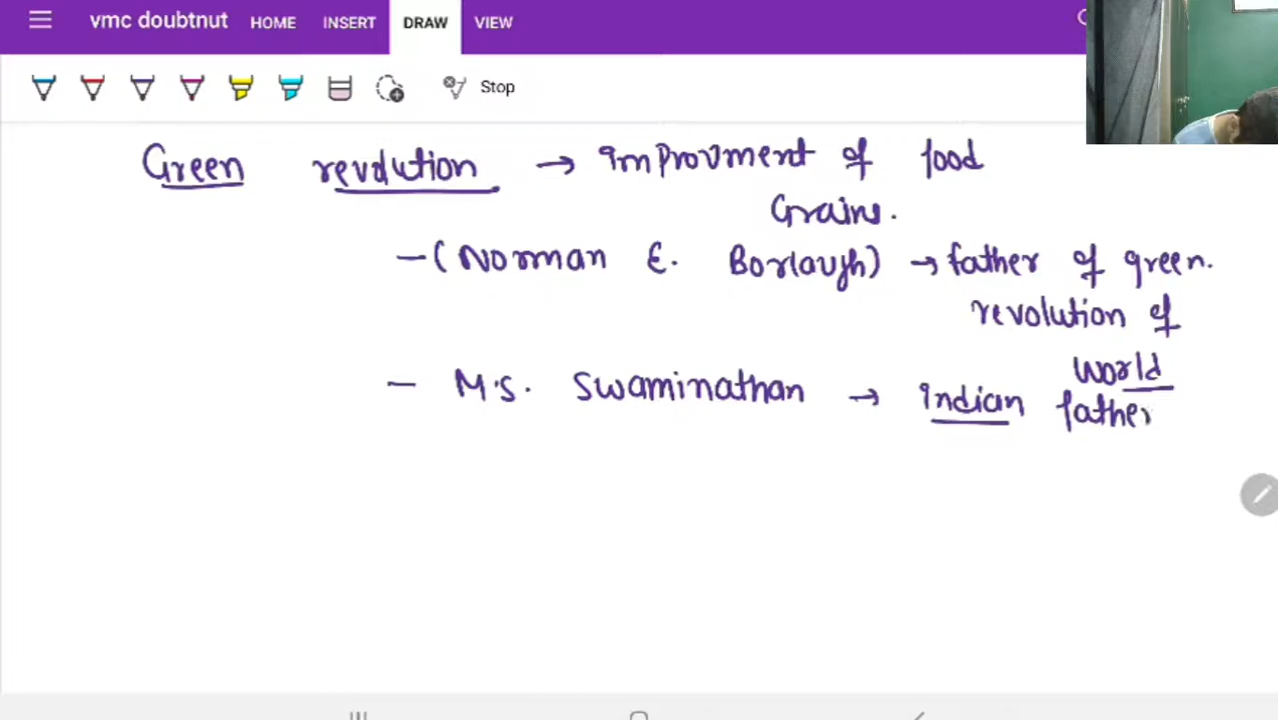 vmc doubtnut HOME INSERT DRAW VIEW
Stop
Green revolution → improvment of food
Grains.
- (Norman E. Borlaugh) → father of green.
revolution of
world
- M.S. Swaminathan → indian father